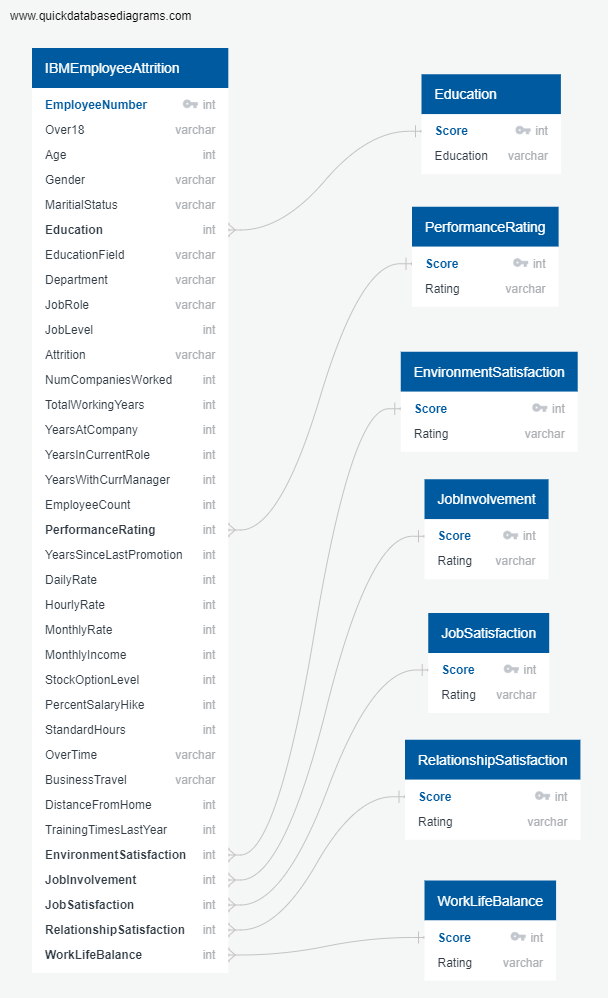 www.quickdatabasediagrams.com
IBMEmployeeAttrition
EmployeeNumber int
Over18 varchar
Age int
Gender varchar
MaritialStatus varchar
Education int
EducationField varchar
Department varchar
JobRole varchar
JobLevel int
Attrition varchar
NumCompaniesWorked int
TotalWorkingYears int
YearsAtCompany int
YearsInCurrentRole int
YearsWithCurrManager int
EmployeeCount int
PerformanceRating int
YearsSinceLastPromotion int
DailyRate int
HourlyRate int
MonthlyRate int
MonthlyIncome int
StockOptionLevel int
PercentSalaryHike int
StandardHours int
OverTime varchar
BusinessTravel varchar
DistanceFromHome int
TrainingTimesLastYear int
EnvironmentSatisfaction int
JobInvolvement int
JobSatisfaction int
RelationshipSatisfaction int
WorkLifeBalance int
Education
Score int
Education varchar
PerformanceRating
Score int
Rating varchar
EnvironmentSatisfaction
Score int
Rating varchar
JobInvolvement
Score int
Rating varchar
JobSatisfaction
Score int
Rating varchar
RelationshipSatisfaction
Score int
Rating varchar
WorkLifeBalance
Score int
Rating varchar